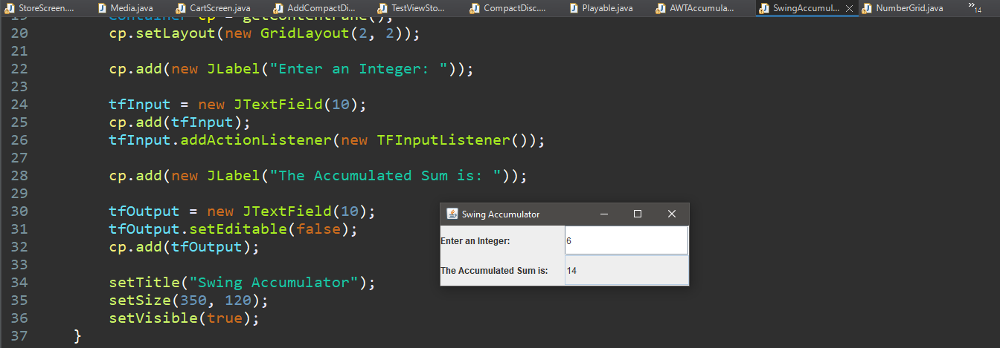 StoreScreen.... Media.java CartScreen.java AddCompactDi... TestViewSto... CompactDisc.... Playable.java AWTAccumula... SwingAccumul... NumberGrid.java »14
19 Container cp = getContentPane();
20 cp.setLayout(new GridLayout(2, 2));
21
22 cp.add(new JLabel("Enter an Integer: "));
23
24 tfInput = new JTextField(10);
25 cp.add(tfInput);
26 tfInput.addActionListener(new TFInputListener());
27
28 cp.add(new JLabel("The Accumulated Sum is: "));
29
30 tfOutput = new JTextField(10);
31 tfOutput.setEditable(false);
32 cp.add(tfOutput);
33
34 setTitle("Swing Accumulator");
35 setSize(350, 120);
36 setVisible(true);
37 }
Swing Accumulator
Enter an Integer: 6
The Accumulated Sum is: 14